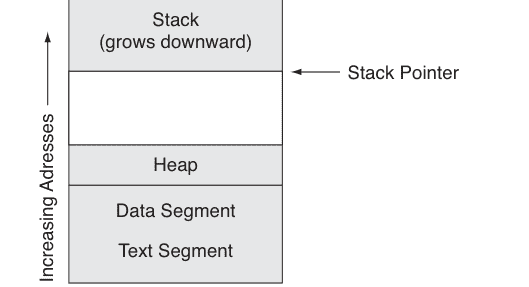 Stack
(grows downward)
Stack Pointer
Heap
Data Segment
Text Segment
Increasing Adresses